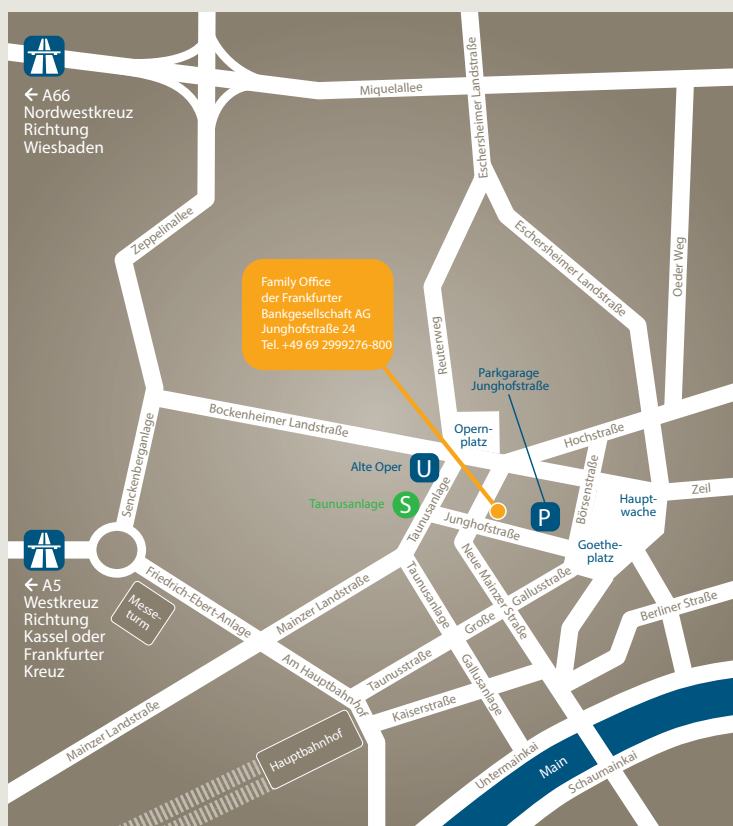 ← A66
Nordwestkreuz
Richtung
Wiesbaden
Miquelallee
Eschersheimer Landstraße
Zeppelinallee
Eschersheimer Landstraße
Oeder Weg
Family Office
der Frankfurter
Bankgesellschaft AG
Junghofstraße 24
Tel. +49 69 2999276-800
Reuterweg
Parkgarage
Junghofstraße
Bockenheimer Landstraße
Opern-
platz
Hochstraße
Senckenberganlage
Alte Oper
U
Taunusanlage
S
Taunusanlage
Junghofstraße
P
Börsenstraße
Haupt-
wache
Zeil
Goethe-
platz
← A5
Westkreuz
Richtung
Kassel oder
Frankfurter
Kreuz
Messe-
turm
Friedrich-Ebert-Anlage
Mainzer Landstraße
Taunusanlage
Neue Mainzer Straße
Große Gallusstraße
Berliner Straße
Am Hauptbahnhof
Taunusstraße
Gallusanlage
Kaiserstraße
Mainzer Landstraße
Hauptbahnhof
Untermainkai
Main
Schaumainkai